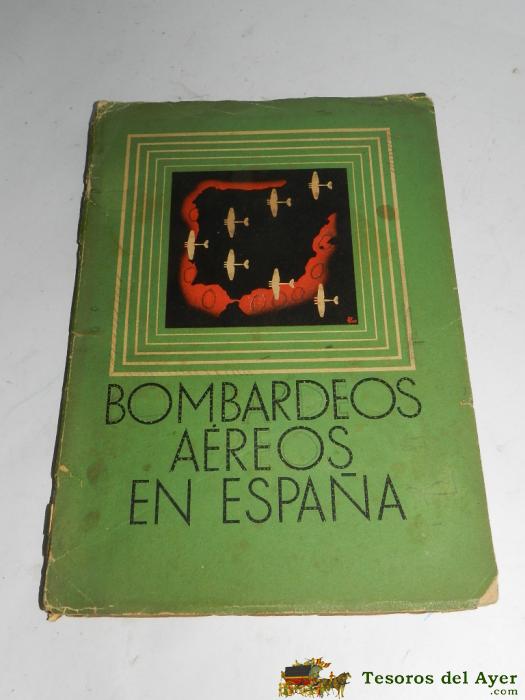 BOMBARDEOS
AÉREOS
EN ESPAÑA
Tesoros del Ayer
.com